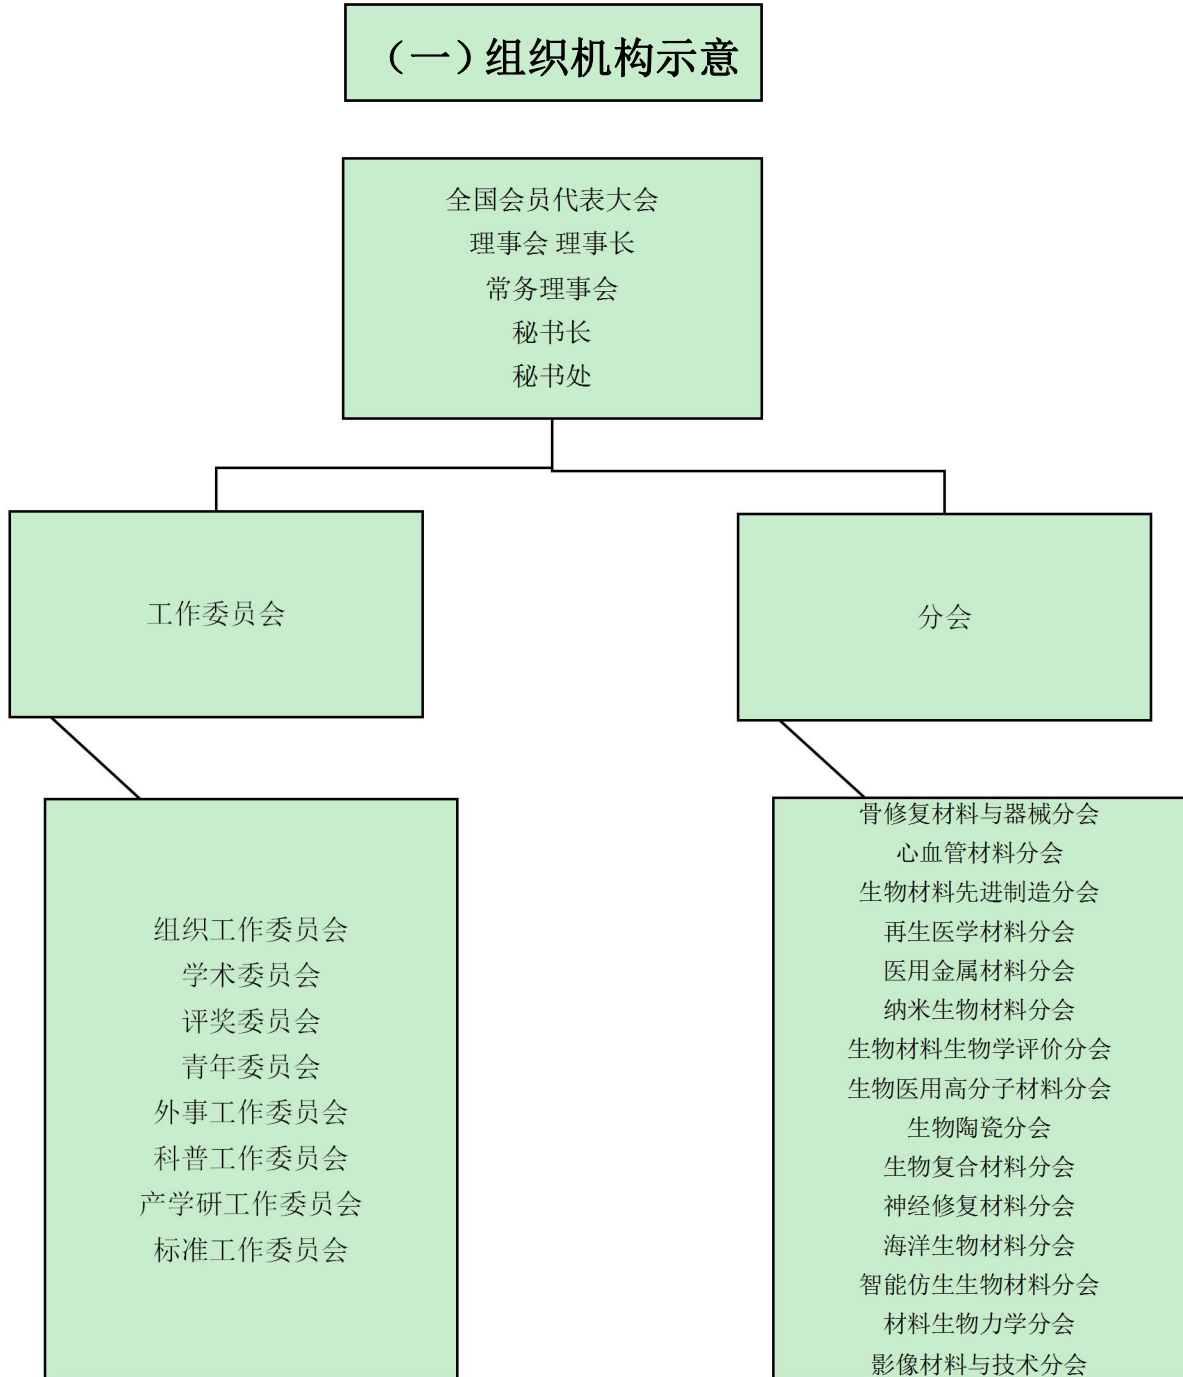 （一）组织机构示意
全国会员代表大会
理事会 理事长
常务理事会
秘书长
秘书处
工作委员会
分会
组织工作委员会
学术委员会
评奖委员会
青年委员会
外事工作委员会
科普工作委员会
产学研工作委员会
标准工作委员会
骨修复材料与器械分会
心血管材料分会
生物材料先进制造分会
再生医学材料分会
医用金属材料分会
纳米生物材料分会
生物材料生物学评价分会
生物医用高分子材料分会
生物陶瓷分会
生物复合材料分会
神经修复材料分会
海洋生物材料分会
智能仿生生物材料分会
材料生物力学分会
影像材料与技术分会